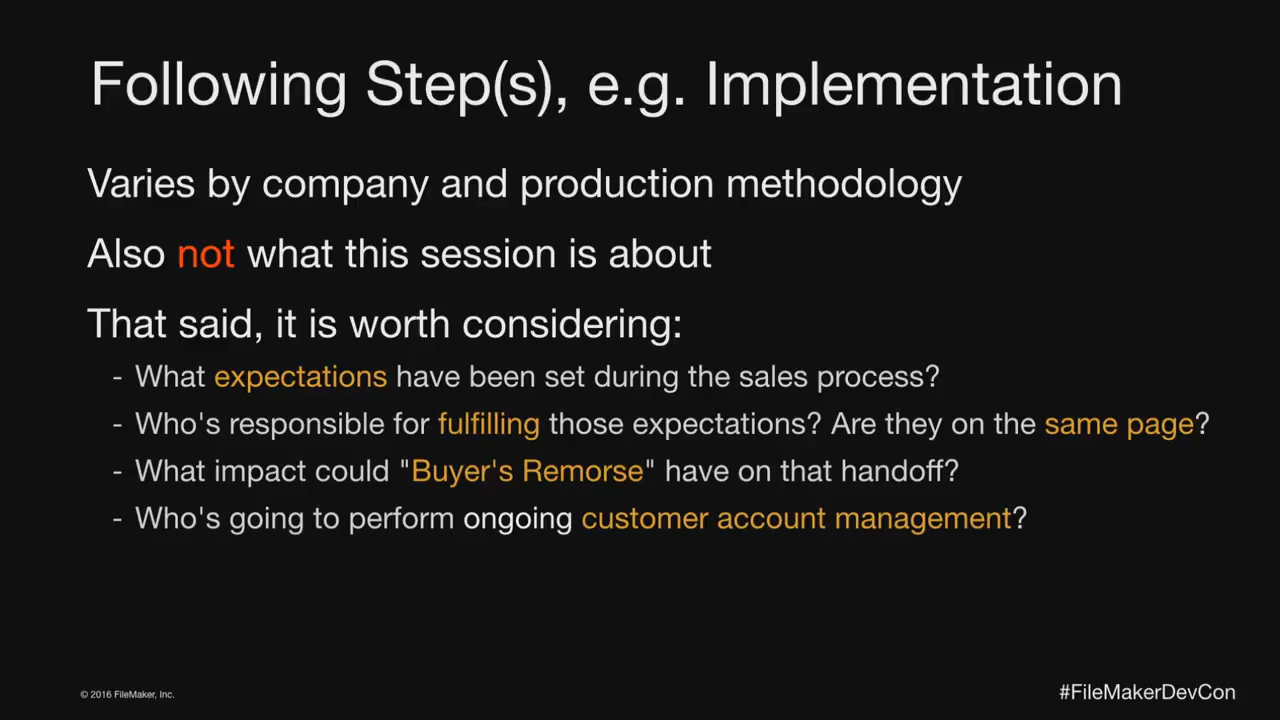 Following Step(s), e.g. Implementation
Varies by company and production methodology
Also not what this session is about
That said, it is worth considering:
- What expectations have been set during the sales process?
- Who's responsible for fulfilling those expectations? Are they on the same page?
- What impact could "Buyer's Remorse" have on that handoff?
- Who's going to perform ongoing customer account management?
© 2016 FileMaker, Inc.
#FileMakerDevCon